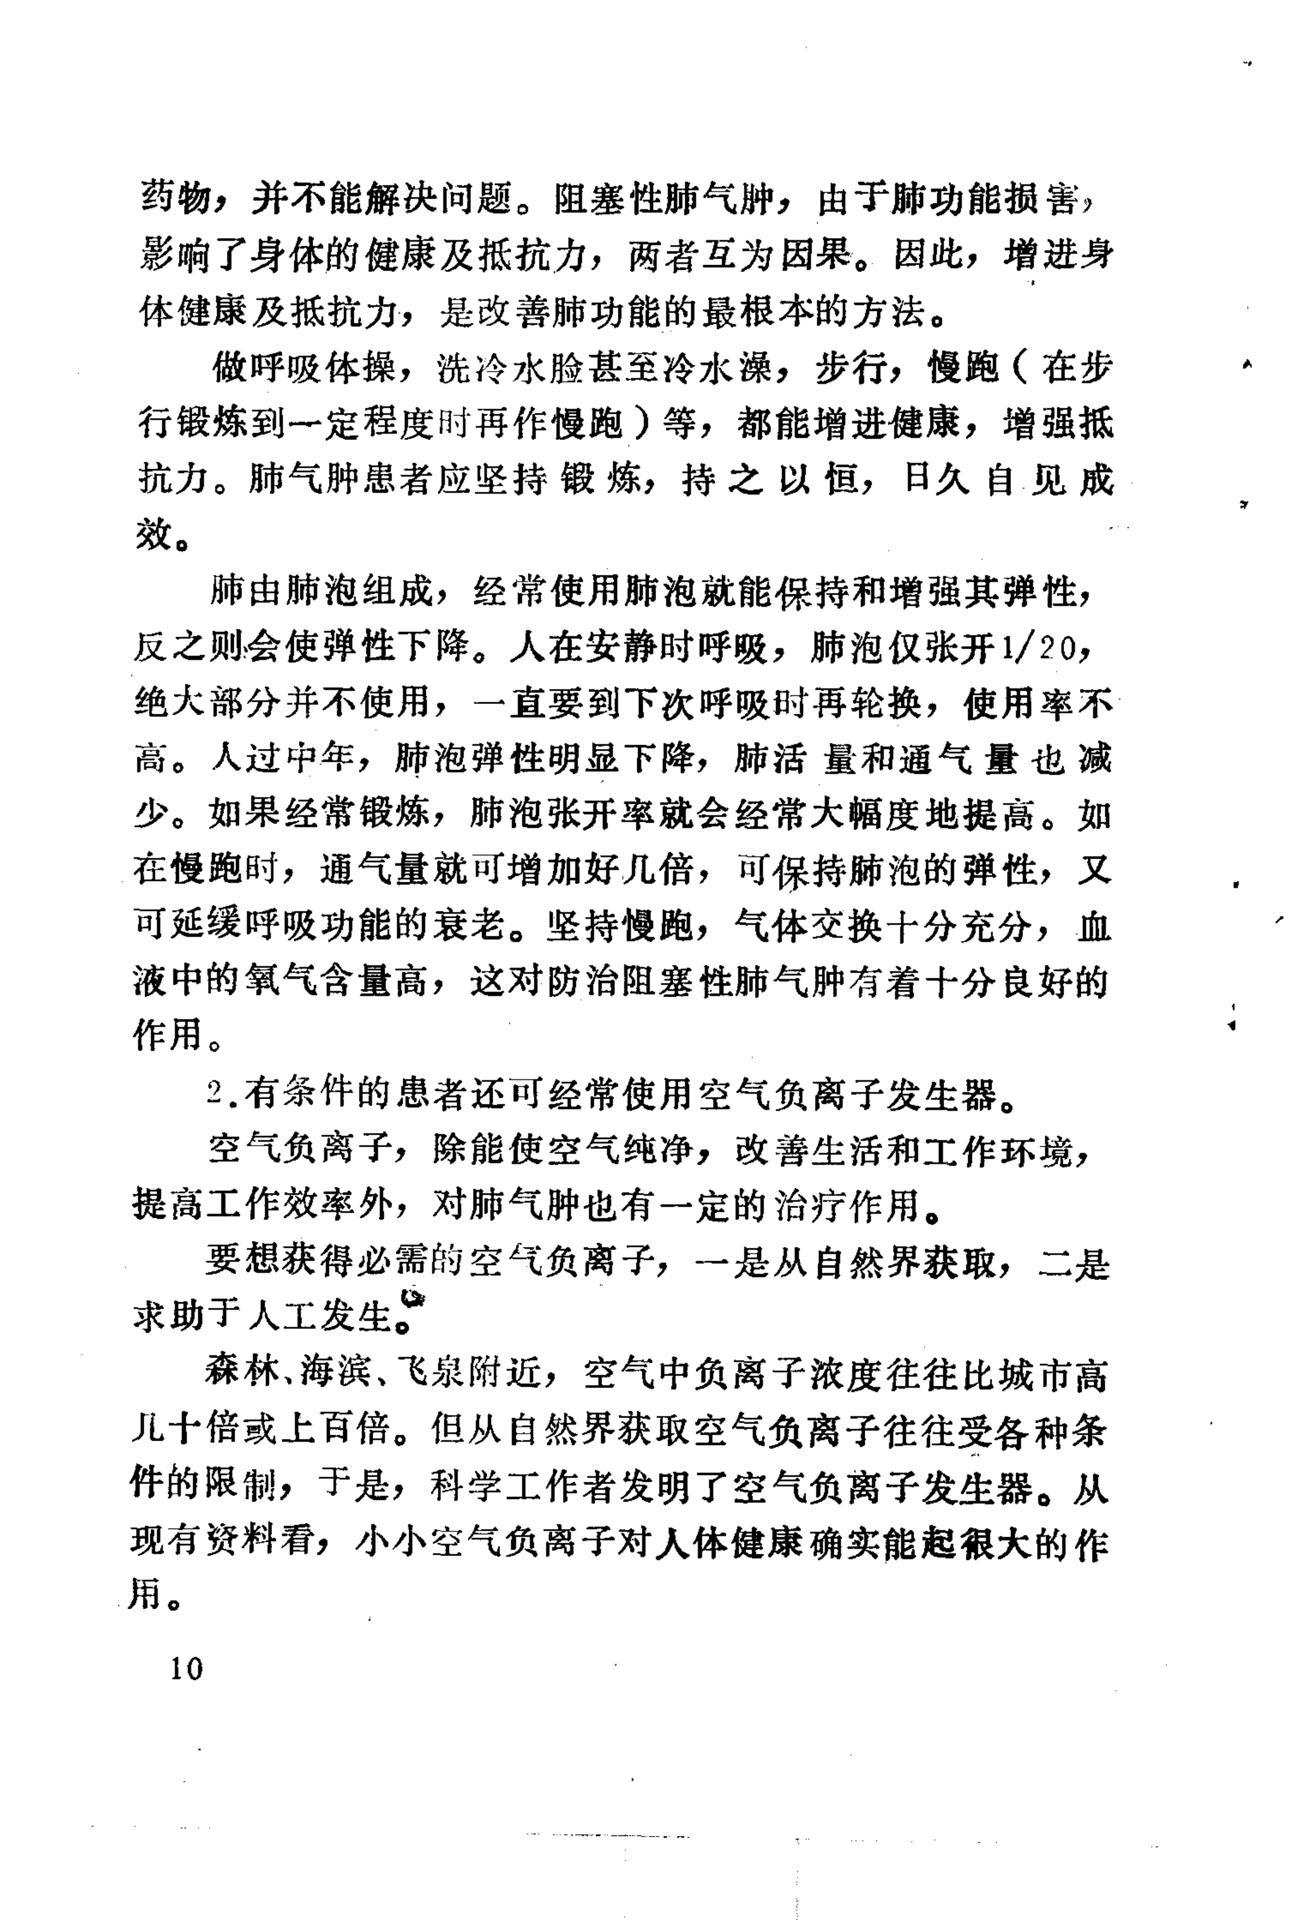 药物，并不能解决问题。阻塞性肺气肿，由于肺功能损害，
影响了身体的健康及抵抗力，两者互为因果。因此，增进身
体健康及抵抗力，是改善肺功能的最根本的方法。
做呼吸体操，洗冷水脸甚至冷水澡，步行，慢跑（在步
行锻炼到一定程度时再作慢跑）等，都能增进健康，增强抵
抗力。肺气肿患者应坚持锻炼，持之以恒，日久自见成
效。
肺由肺泡组成，经常使用肺泡就能保持和增强其弹性，
反之则会使弹性下降。人在安静时呼吸，肺泡仅张开1/20，
绝大部分并不使用，一直要到下次呼吸时再轮换，使用率不
高。人过中年，肺泡弹性明显下降，肺活量和通气量也减
少。如果经常锻炼，肺泡张开率就会经常大幅度地提高。如
在慢跑时，通气量就可增加好几倍，可保持肺泡的弹性，又
可延缓呼吸功能的衰老。坚持慢跑，气体交换十分充分，血
液中的氧气含量高，这对防治阻塞性肺气肿有着十分良好的
作用。
2.有条件的患者还可经常使用空气负离子发生器。
空气负离子，除能使空气纯净，改善生活和工作环境，
提高工作效率外，对肺气肿也有一定的治疗作用。
要想获得必需的空气负离子，一是从自然界获取，二是
求助于人工发生。
森林、海滨、飞泉附近，空气中负离子浓度往往比城市高
几十倍或上百倍。但从自然界获取空气负离子往往受各种条
件的限制，于是，科学工作者发明了空气负离子发生器。从
现有资料看，小小空气负离子对人体健康确实能起很大的作
用。
10